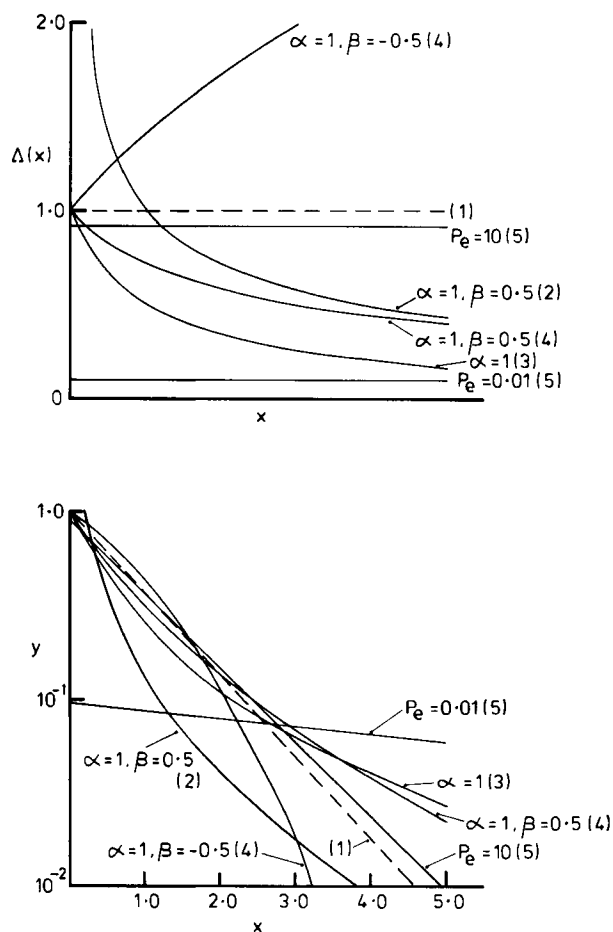 2.0
∝=1, β=-0.5(4)
Δ(x)
1.0
(1)
Pe=10(5)
∝=1, β=0.5(2)
∝=1, β=0.5(4)
∝=1(3)
Pe=0.01(5)
0
x
1.0
y
10⁻¹
Pe=0.01(5)
∝=1, β=0.5
(2)
∝=1(3)
∝=1, β=0.5(4)
∝=1, β=-0.5(4)
(1)
Pe=10(5)
10⁻²
1.0 2.0 3.0 4.0 5.0
x